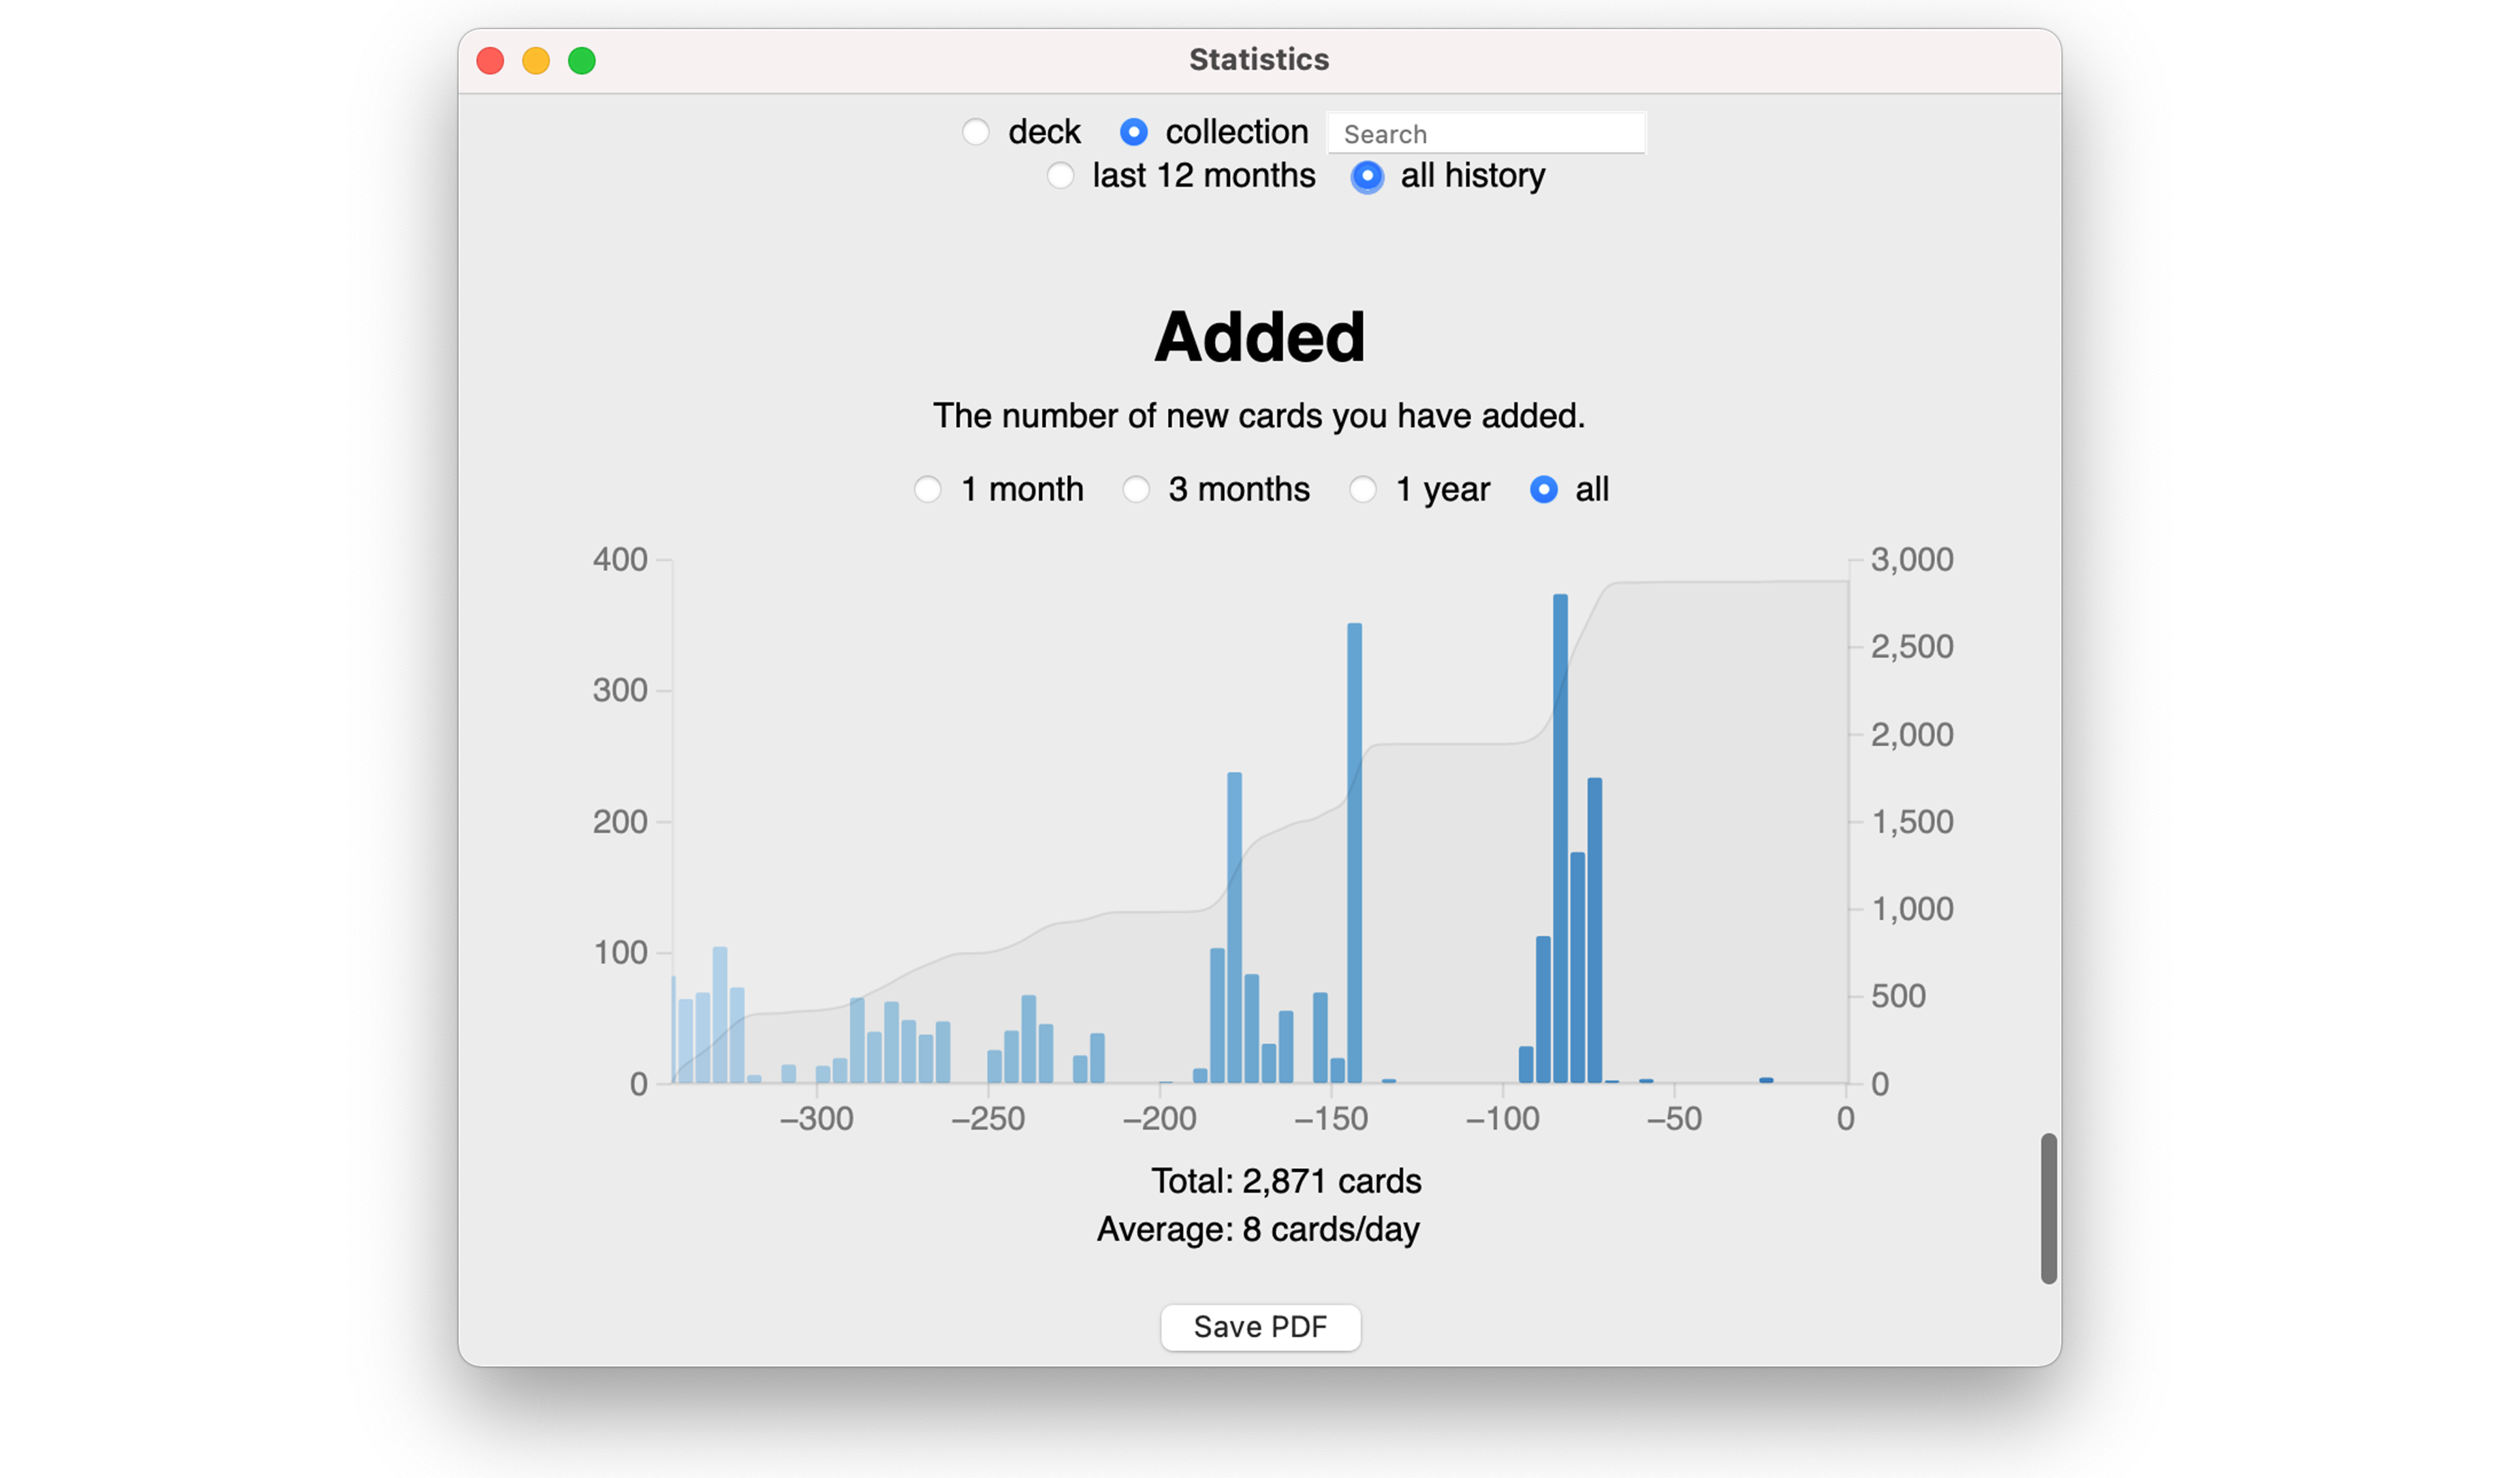 Statistics
deck collection Search
last 12 months all history
Added
The number of new cards you have added.
1 month 3 months 1 year all
400 3,000
2,500
300
2,000
200 1,500
100 1,000
500
0 0
−300 −250 −200 −150 −100 −50 0
Total: 2,871 cards
Average: 8 cards/day
Save PDF